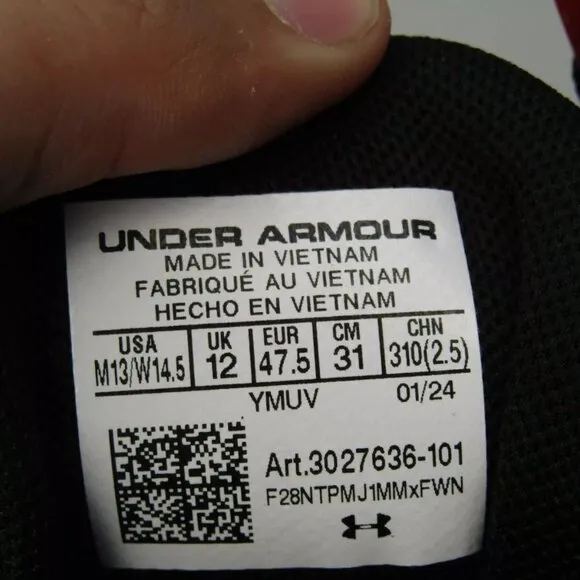 UNDER ARMOUR
MADE IN VIETNAM
FABRIQUÉ AU VIETNAM
HECHO EN VIETNAM
USA UK EUR CM CHN
M13/W14.5 12 47.5 31 310(2.5)
YMUV 01/24
Art.3027636-101
F28NTPMJ1MMxFWN